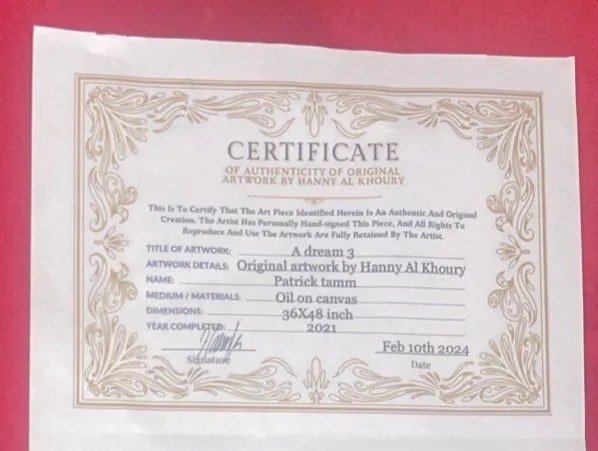 CERTIFICATE
OF AUTHENTICITY OF ORIGINAL
ARTWORK BY HANNY AL KHOURY
This Is To Certify That The Art Piece Identified Herein Is An Authentic And Original
Creation. The Artist Has Personally Hand-signed This Piece, And All Rights To
Reproduce And Use The Artwork Are Fully Retained By The Artist.
TITLE OF ARTWORK: A dream 3
ARTWORK DETAILS: Original artwork by Hanny Al Khoury
NAME: Patrick tamm
MEDIUM / MATERIALS: Oil on canvas
DIMENSIONS: 36X48 inch
YEAR COMPLETED: 2021
Feb 10th 2024
Signature Date